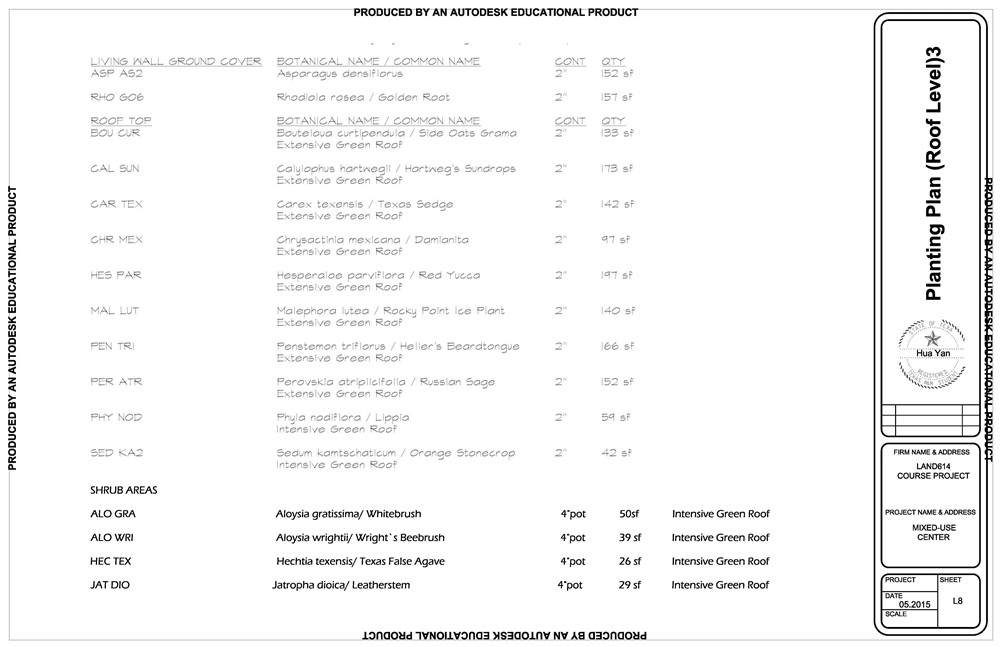 PRODUCED BY AN AUTODESK EDUCATIONAL PRODUCT
LIVING WALL GROUND COVER BOTANICAL NAME / COMMON NAME CONT QTY
ASP AS2 Asparagus densiflorus 2" 152 sf
RHO GO6 Rhodiola rosea / Golden Root 2" 157 sf
ROOF TOP BOTANICAL NAME / COMMON NAME CONT QTY
BOU CUR Bouteloua curtipendula / Side Oats Grama 2" 133 sf
Extensive Green Roof
CAL SUN Calylophus hartwegii / Hartweg's Sundrops 2" 173 sf
Extensive Green Roof
CAR TEX Carex texensis / Texas Sedge 2" 142 sf
Extensive Green Roof
CHR MEX Chrysactinia mexicana / Damianita 2" 97 sf
Extensive Green Roof
HES PAR Hesperaloe parviflora / Red Yucca 2" 197 sf
Extensive Green Roof
MAL LUT Malephora lutea / Rocky Point Ice Plant 2" 140 sf
Extensive Green Roof
PEN TRI Penstemon triflorus / Heller's Beardtongue 2" 166 sf
Extensive Green Roof
PER ATR Perovskia atriplicifolia / Russian Sage 2" 152 sf
Extensive Green Roof
PHY NOD Phyla nodiflora / Lippia 2" 59 sf
Intensive Green Roof
SED KA2 Sedum kamtschaticum / Orange Stonecrop 2" 42 sf
Intensive Green Roof
SHRUB AREAS
ALO GRA Aloysia gratissima/ Whitebrush 4"pot 50sf Intensive Green Roof
ALO WRI Aloysia wrightii/ Wright`s Beebrush 4"pot 39 sf Intensive Green Roof
HEC TEX Hechtia texensis/ Texas False Agave 4"pot 26 sf Intensive Green Roof
JAT DIO Jatropha dioica/ Leatherstem 4"pot 29 sf Intensive Green Roof
PRODUCED BY AN AUTODESK EDUCATIONAL PRODUCT
PRODUCED BY AN AUTODESK EDUCATIONAL PRODUCT
PRODUCED BY AN AUTODESK EDUCATIONAL PRODUCT
Planting Plan (Roof Level)3
STATE OF TEXAS
Hua Yan
REGISTERED
TEXAS A&M STUDENT
FIRM NAME & ADDRESS
LAND614
COURSE PROJECT
PROJECT NAME & ADDRESS
MIXED-USE
CENTER
PROJECT SHEET
DATE
05.2015
L8
SCALE